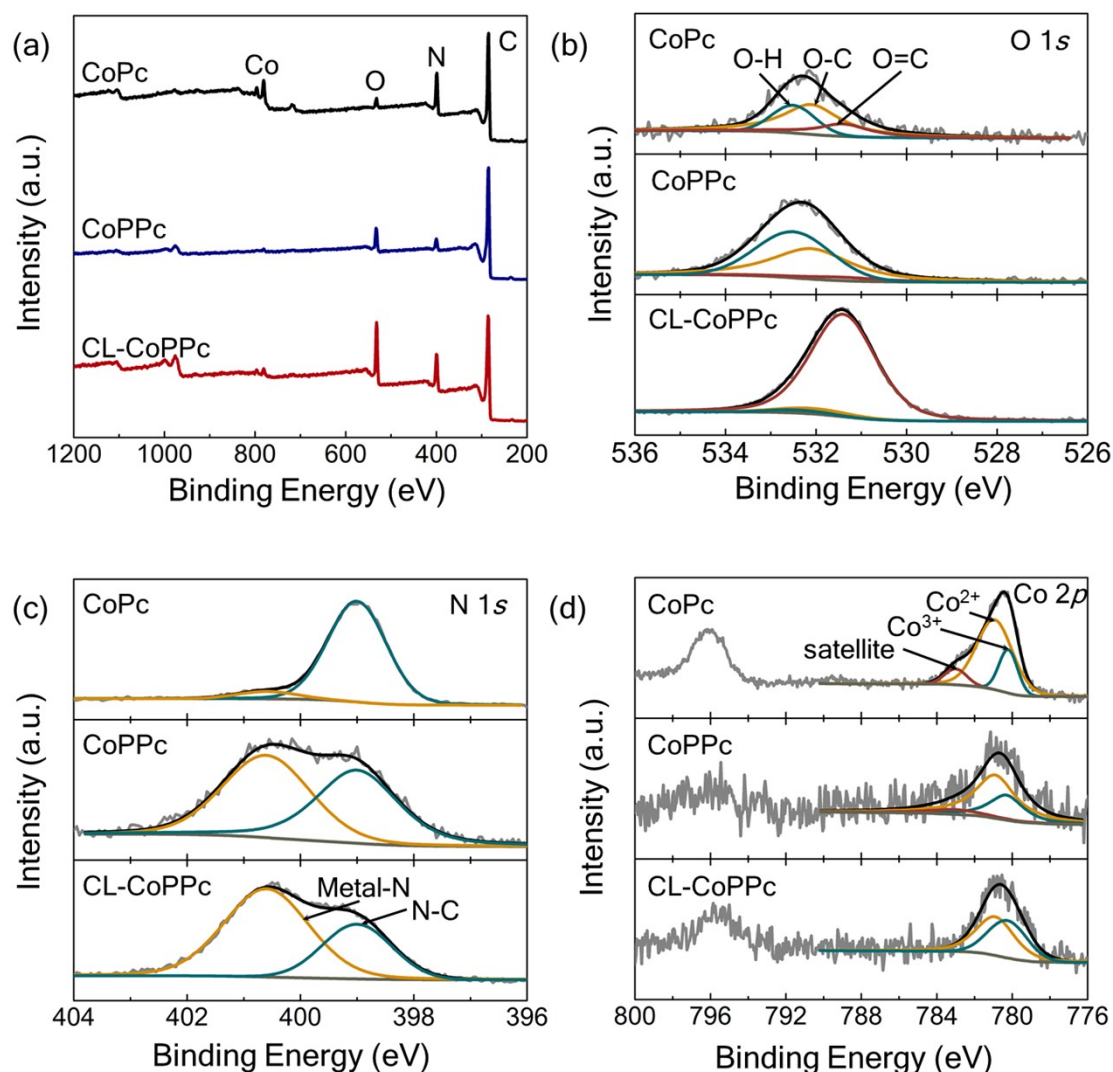 (a)
CoPc
Co
O
N
C
CoPPc
CL-CoPPc
Intensity (a.u.)
1200 1000 800 600 400 200
Binding Energy (eV)
(b)
CoPc
O 1s
O-H O-C O=C
CoPPc
CL-CoPPc
Intensity (a.u.)
536 534 532 530 528 526
Binding Energy (eV)
(c)
CoPc
N 1s
CoPPc
CL-CoPPc
Metal-N
N-C
Intensity (a.u.)
404 402 400 398 396
Binding Energy (eV)
(d)
CoPc
Co 2p
Co²⁺
Co³⁺
satellite
CoPPc
CL-CoPPc
Intensity (a.u.)
800 796 792 788 784 780 776
Binding Energy (eV)